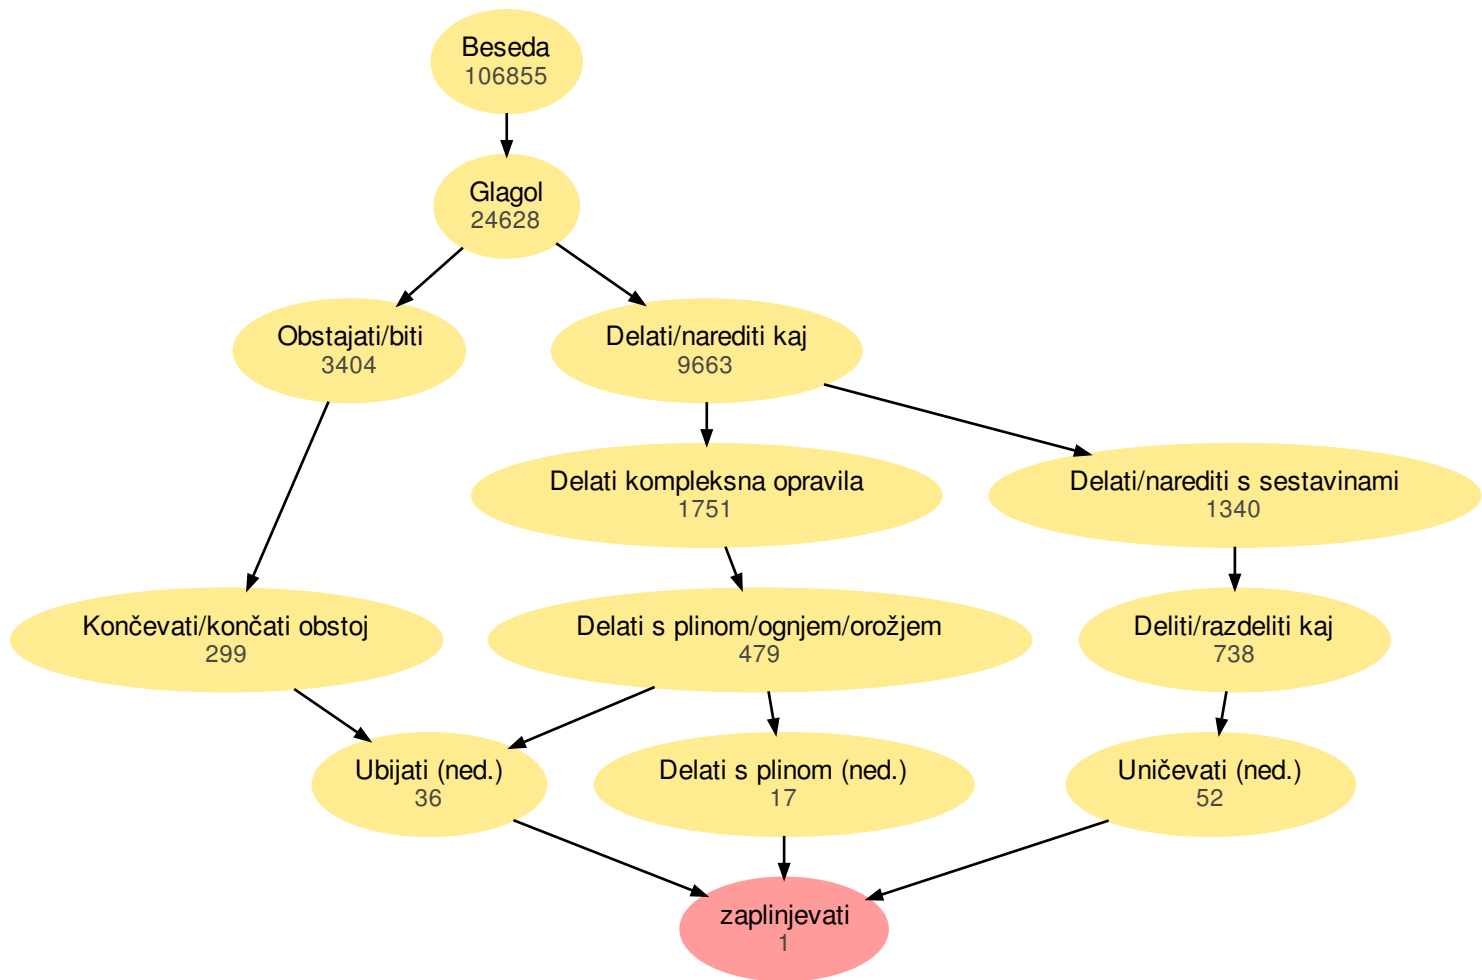 Beseda
106855
Glagol
24628
Obstajati/biti
3404
Delati/narediti kaj
9663
Delati kompleksna opravila
1751
Delati/narediti s sestavinami
1340
Končevati/končati obstoj
299
Delati s plinom/ognjem/orožjem
479
Deliti/razdeliti kaj
738
Ubijati (ned.)
36
Delati s plinom (ned.)
17
Uničevati (ned.)
52
zaplinjevati
1